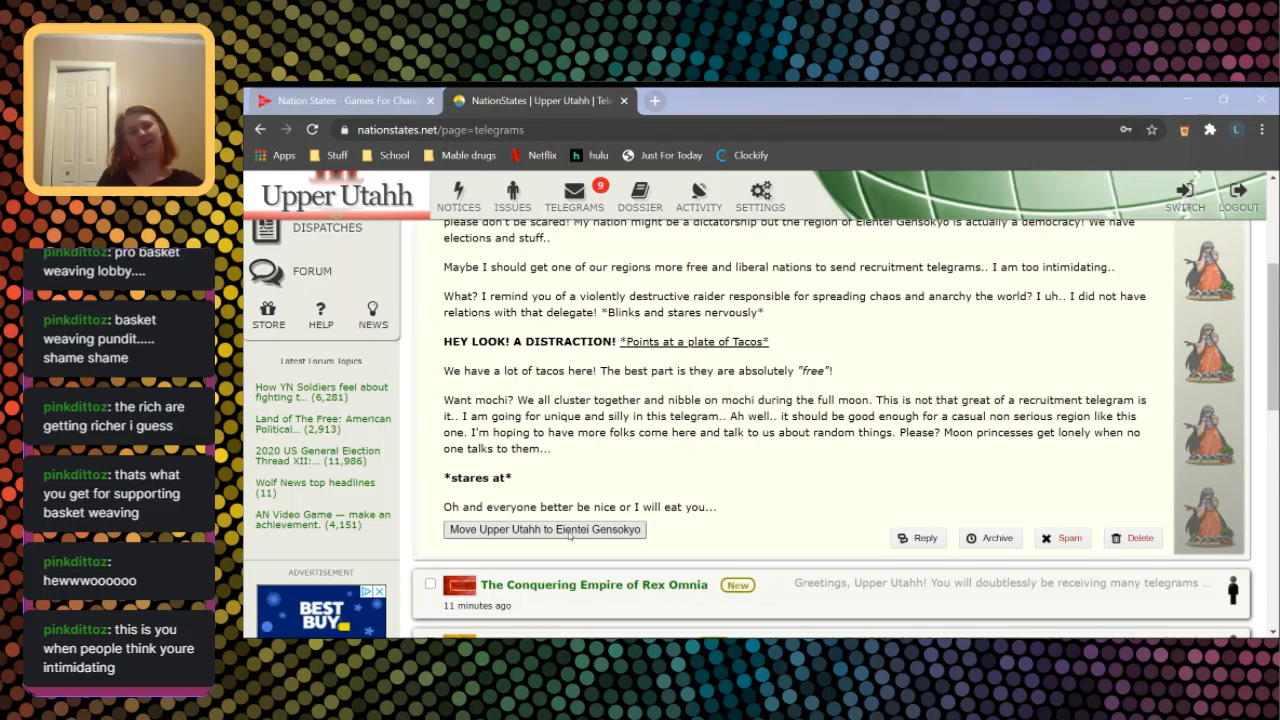 Nation States - Games For Chan
NationStates | Upper Utahh | Tele
nationstates.net/page=telegrams
L
Apps
Stuff
School
Mable drugs
Netflix
hulu
Just For Today
Clockify
Upper Utahh
NOTICES
ISSUES
TELEGRAMS
9
DOSSIER
ACTIVITY
SETTINGS
SWITCH
LOGOUT
DISPATCHES
FORUM
STORE
HELP
NEWS
Latest Forum Topics
How YN Soldiers feel about
fighting t... (6,281)
Land of The Free: American
Political... (2,913)
2020 US General Election
Thread XII:... (11,986)
Wolf News top headlines
(11)
AN Video Game — make an
achievement. (4,151)
ADVERTISEMENT
BEST
BUY
please don't be scared! My nation might be a dictatorship but the region of Eientei Gensokyo is actually a democracy! We have
elections and stuff..
Maybe I should get one of our regions more free and liberal nations to send recruitment telegrams.. I am too intimidating..
What? I remind you of a violently destructive raider responsible for spreading chaos and anarchy the world? I uh.. I did not have
relations with that delegate! *Blinks and stares nervously*
HEY LOOK! A DISTRACTION! *Points at a plate of Tacos*
We have a lot of tacos here! The best part is they are absolutely "free"!
Want mochi? We all cluster together and nibble on mochi during the full moon. This is not that great of a recruitment telegram is
it.. I am going for unique and silly in this telegram.. Ah well.. it should be good enough for a casual non serious region like this
one. I'm hoping to have more folks come here and talk to us about random things. Please? Moon princesses get lonely when no
one talks to them...
*stares at*
Oh and everyone better be nice or I will eat you...
Move Upper Utahh to Eientei Gensokyo
Reply
Archive
Spam
Delete
The Conquering Empire of Rex Omnia
New
Greetings, Upper Utahh! You will doubtlessly be receiving many telegrams ...
11 minutes ago
pinkdittoz: pro basket
weaving lobby....
pinkdittoz: basket
weaving pundit.....
shame shame
pinkdittoz: the rich are
getting richer i guess
pinkdittoz: thats what
you get for supporting
basket weaving
pinkdittoz:
hewwwoooooo
pinkdittoz: this is you
when people think youre
intimidating